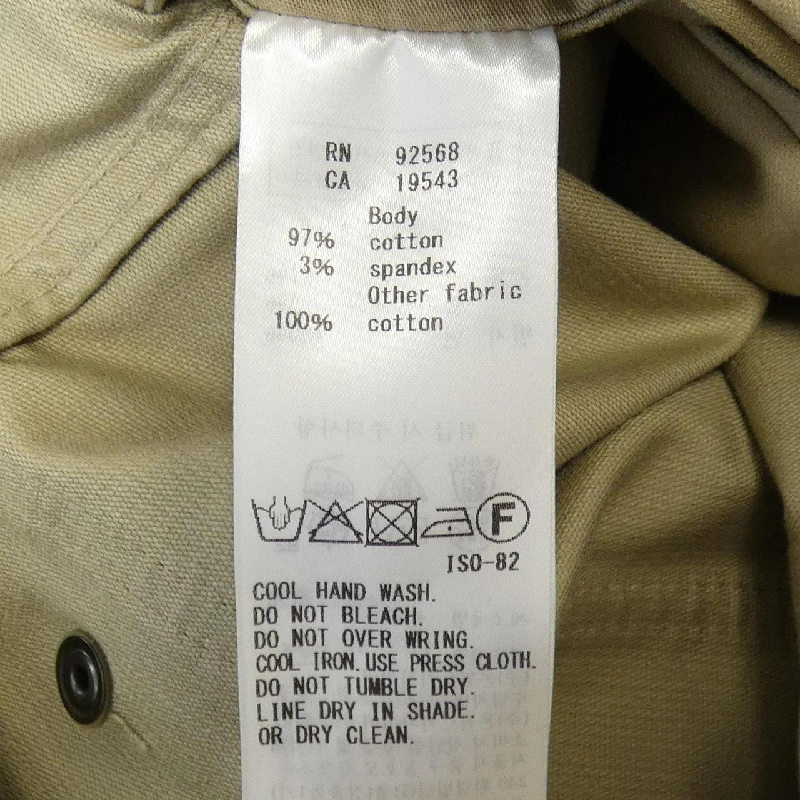 RN 92568
CA 19543
Body
97% cotton
3% spandex
Other fabric
100% cotton
F
ISO-82
COOL HAND WASH.
DO NOT BLEACH.
DO NOT OVER WRING.
COOL IRON. USE PRESS CLOTH.
DO NOT TUMBLE DRY.
LINE DRY IN SHADE.
OR DRY CLEAN.